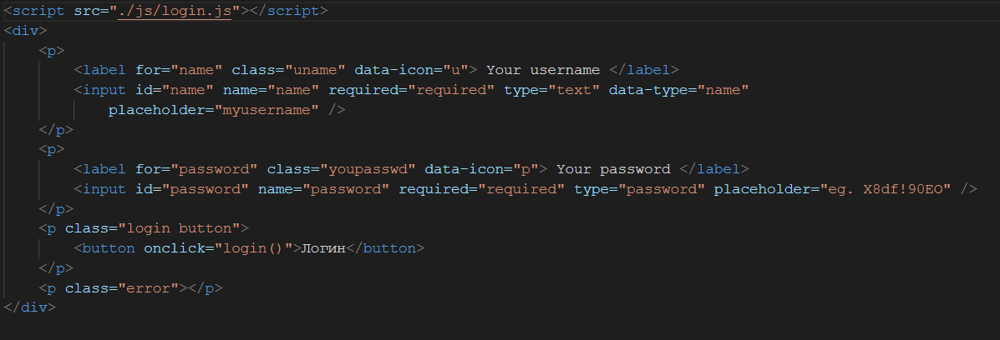 <script src="./js/login.js"></script>
<div>
<p>
<label for="name" class="uname" data-icon="u"> Your username </label>
<input id="name" name="name" required="required" type="text" data-type="name"
placeholder="myusername" />
</p>
<p>
<label for="password" class="youpasswd" data-icon="p"> Your password </label>
<input id="password" name="password" required="required" type="password" placeholder="eg. X8df!90EO" />
</p>
<p class="login button">
<button onclick="login()">Логин</button>
</p>
<p class="error"></p>
</div>